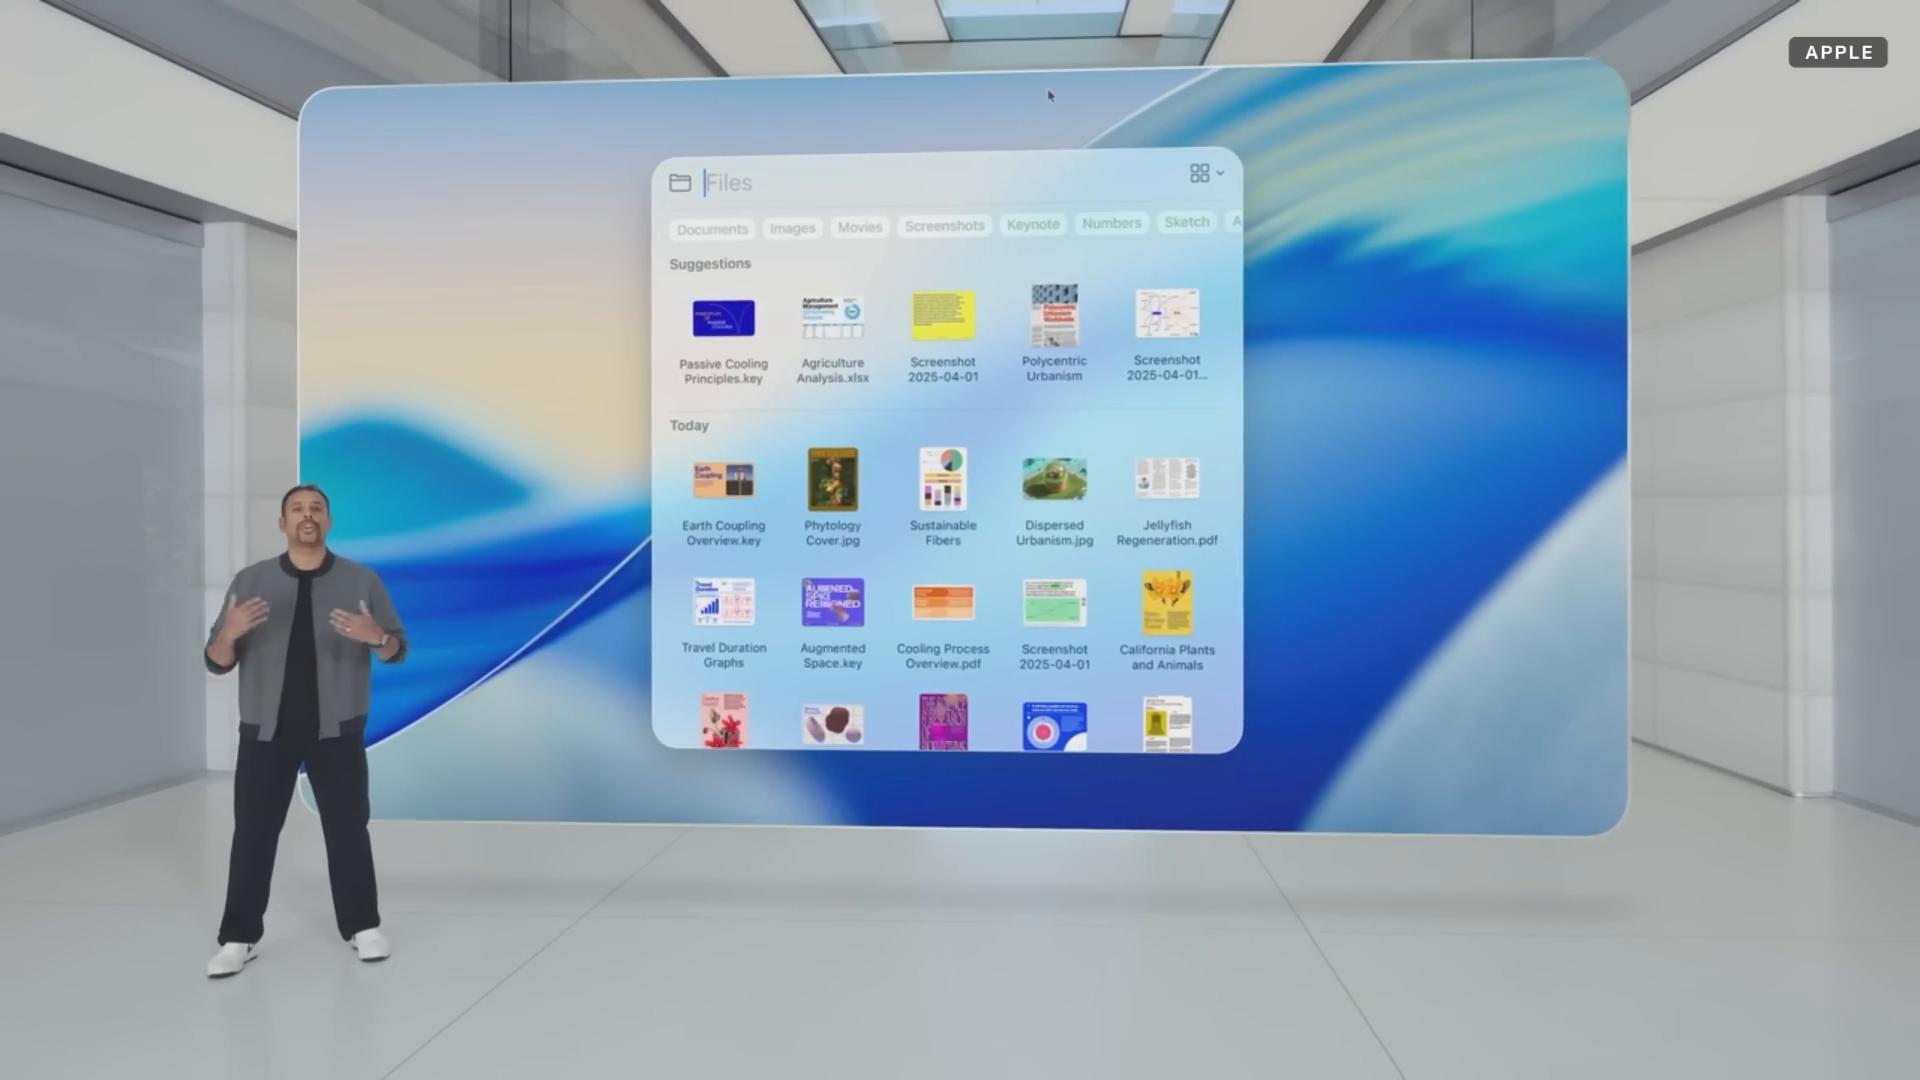 APPLE
Files
Documents Images Movies Screenshots Keynote Numbers Sketch
Suggestions
Passive Cooling
Principles.key
Agriculture
Analysis.xlsx
Screenshot
2025-04-01
Polycentric
Urbanism
Screenshot
2025-04-01...
Today
Earth
Coupling
Earth Coupling
Overview.key
Phytology
Cover.jpg
Sustainable
Fibers
Dispersed
Urbanism.jpg
Jellyfish
Regeneration.pdf
Travel Duration
Graphs
Augmented
Space.key
Cooling Process
Overview.pdf
Screenshot
2025-04-01
California Plants
and Animals